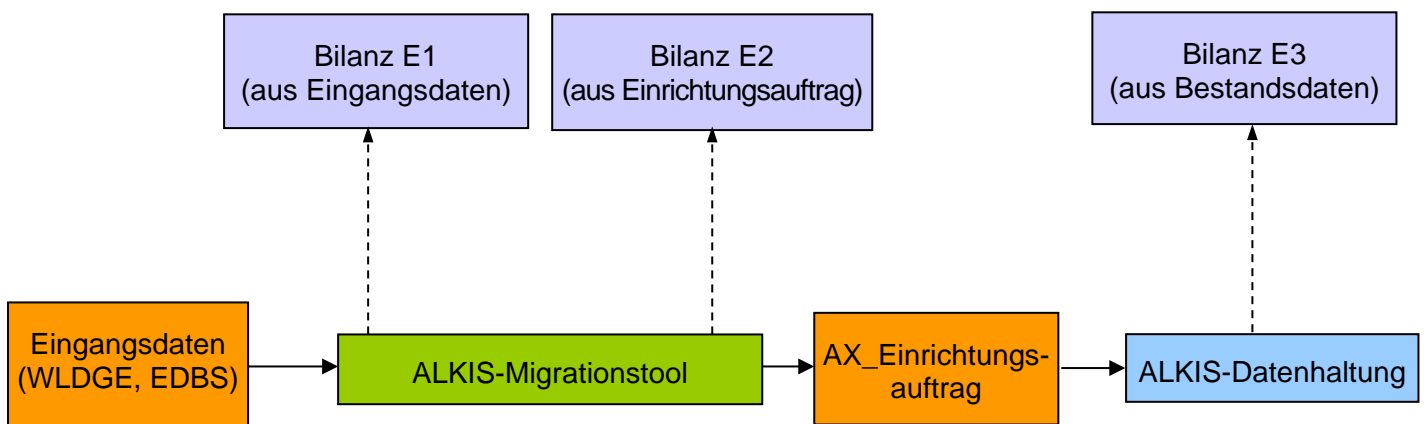 Bilanz E1
(aus Eingangsdaten)
Bilanz E2
(aus Einrichtungsauftrag)
Bilanz E3
(aus Bestandsdaten)
Eingangsdaten
(WLDGE, EDBS)
ALKIS-Migrationstool
AX_Einrichtungs-
auftrag
ALKIS-Datenhaltung